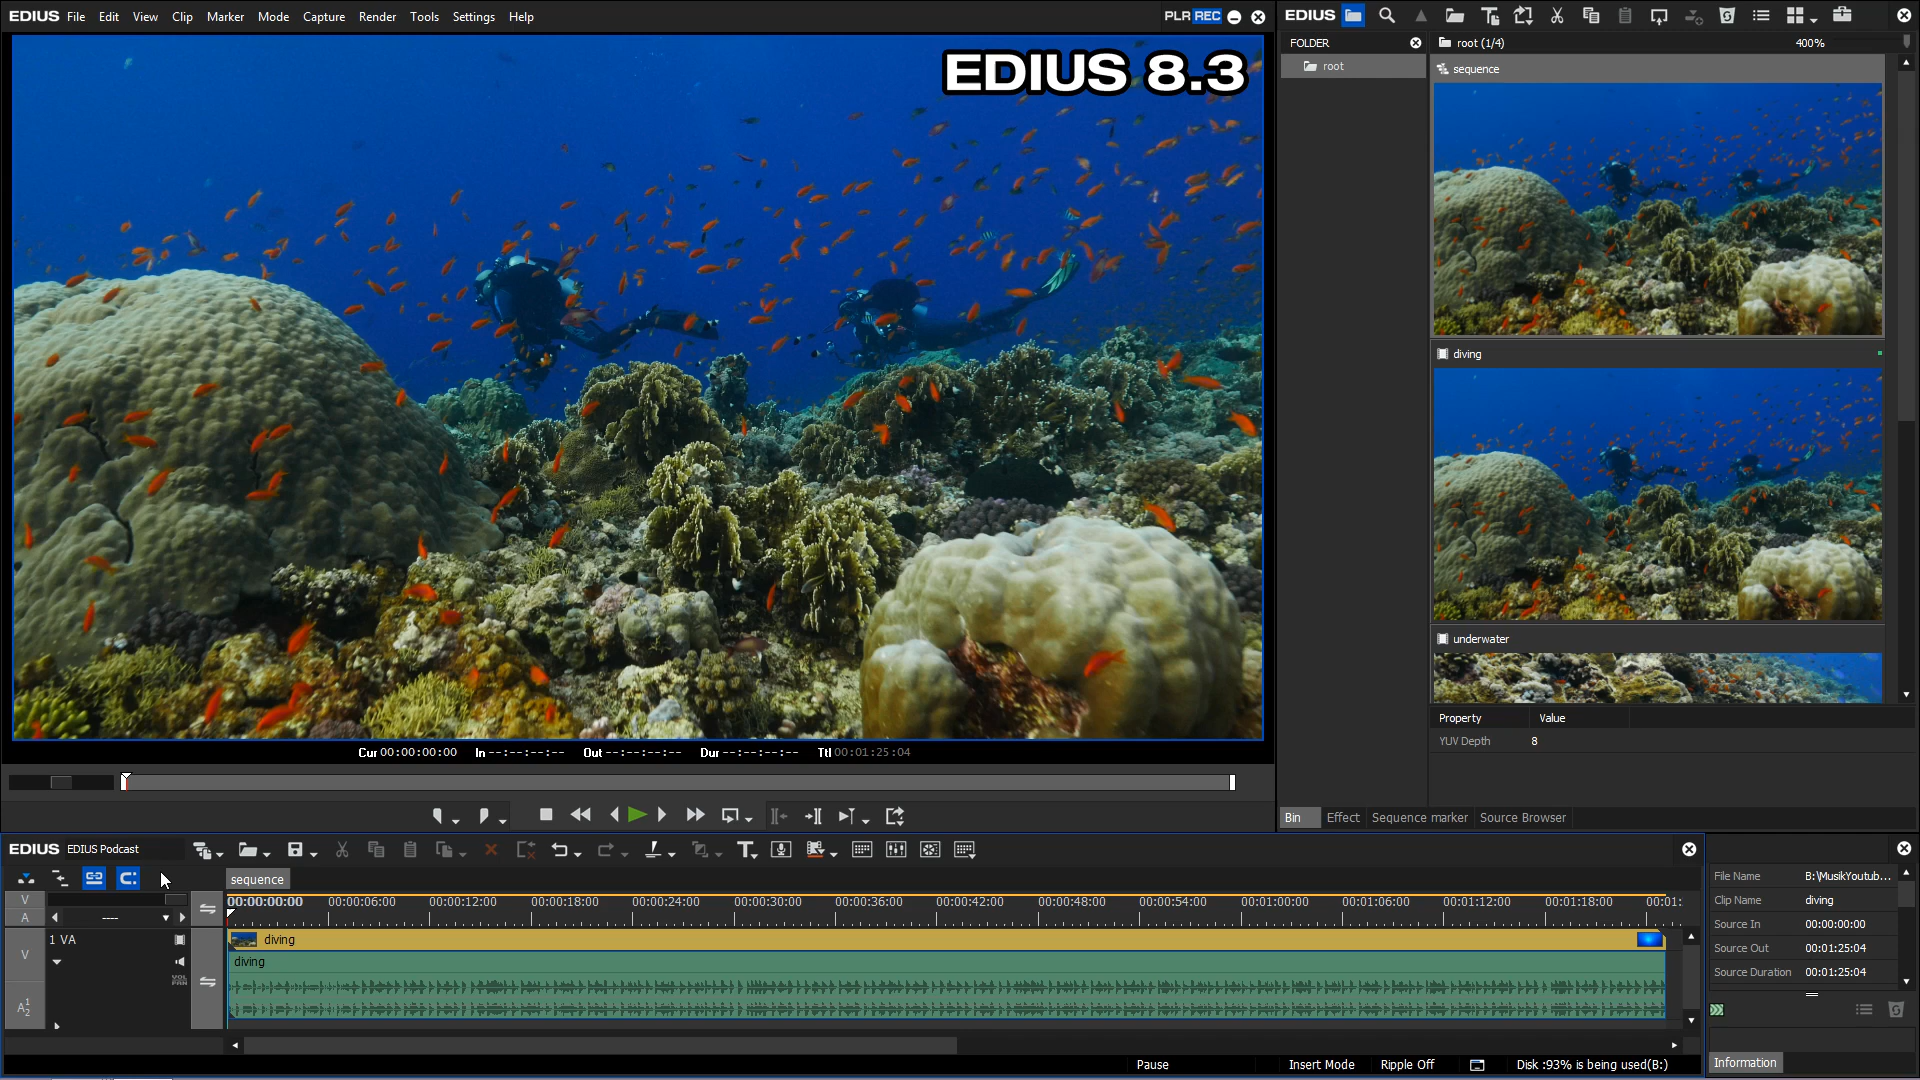 EDIUS File Edit View Clip Marker Mode Capture Render Tools Settings Help PLR REC
EDIUS 8.3
Cur 00:00:00:00 In --:--:--:-- Out --:--:--:-- Dur --:--:--:-- Ttl 00:01:25:04
EDIUS
FOLDER
root
root (1/4) 400%
sequence
diving
underwater
Property Value
YUV Depth 8
Bin Effect Sequence marker Source Browser
EDIUS EDIUS Podcast
sequence
V
A ----
00:00:00:00 00:00:06:00 00:00:12:00 00:00:18:00 00:00:24:00 00:00:30:00 00:00:36:00 00:00:42:00 00:00:48:00 00:00:54:00 00:01:00:00 00:01:06:00 00:01:12:00 00:01:18:00 00:01:
1 VA
V
VOL
PAN
A 1 2
diving
diving
Pause Insert Mode Ripple Off Disk :93% is being used(B:)
File Name B:\MusikYoutub...
Clip Name diving
Source In 00:00:00:00
Source Out 00:01:25:04
Source Duration 00:01:25:04
Information